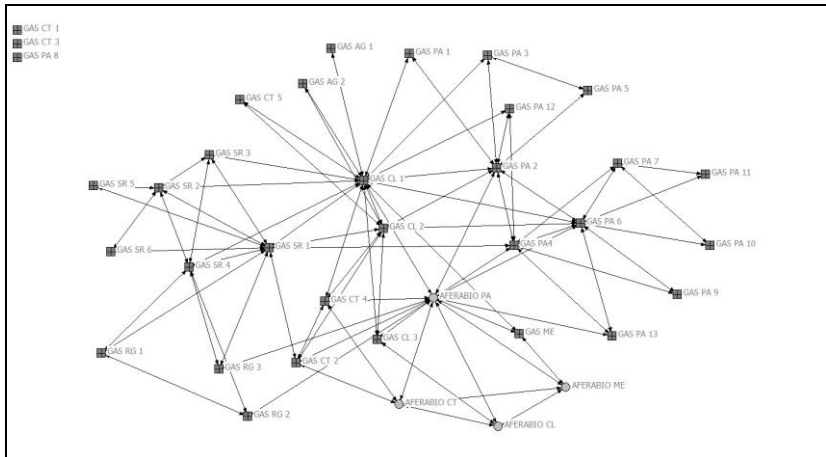 GAS CT 1
GAS CT 3
GAS PA 8
GAS AG 1
GAS PA 1
GAS PA 3
GAS AG 2
GAS PA 5
GAS CT 5
GAS PA 12
GAS SR 3
GAS PA 7
GAS PA 2
GAS PA 11
GAS CL 1
GAS SR 5
GAS SR 2
GAS PA 6
GAS CL 2
GAS PA4
GAS PA 10
GAS SR 1
GAS SR 6
GAS SR 4
GAS PA 9
AFERABIO PA
GAS CT 4
GAS ME
GAS PA 13
GAS CL 3
GAS RG 1
GAS CT 2
GAS RG 3
AFERABIO ME
AFERABIO CT
GAS RG 2
AFERABIO CL